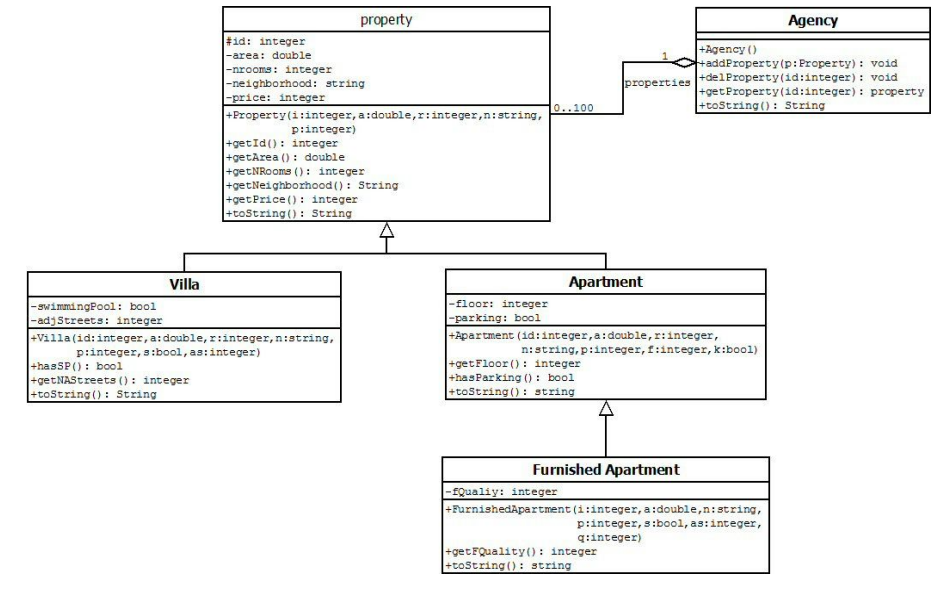 property
#id: integer
-area: double
-nrooms: integer
-neighborhood: string
-price: integer
+Property(i:integer,a:double,r:integer,n:string,
p:integer)
+getId(): integer
+getArea(): double
+getNRooms(): integer
+getNeighborhood(): String
+getPrice(): integer
+toString(): String
Agency
+Agency()
+addProperty(p:Property): void
+delProperty(id:integer): void
+getProperty(id:integer): property
+toString(): String
1
properties
0..100
Villa
-swimmingPool: bool
-adjStreets: integer
+Villa(id:integer,a:double,r:integer,n:string,
p:integer,s:bool,as:integer)
+hasSP(): bool
+getNAStreets(): integer
+toString(): String
Apartment
-floor: integer
-parking: bool
+Apartment(id:integer,a:double,r:integer,
n:string,p:integer,f:integer,k:bool)
+getFloor(): integer
+hasParking(): bool
+toString(): string
Furnished Apartment
-fQualiy: integer
+FurnishedApartment(i:integer,a:double,n:string,
p:integer,s:bool,as:integer,
q:integer)
+getFQuality(): integer
+toString(): string